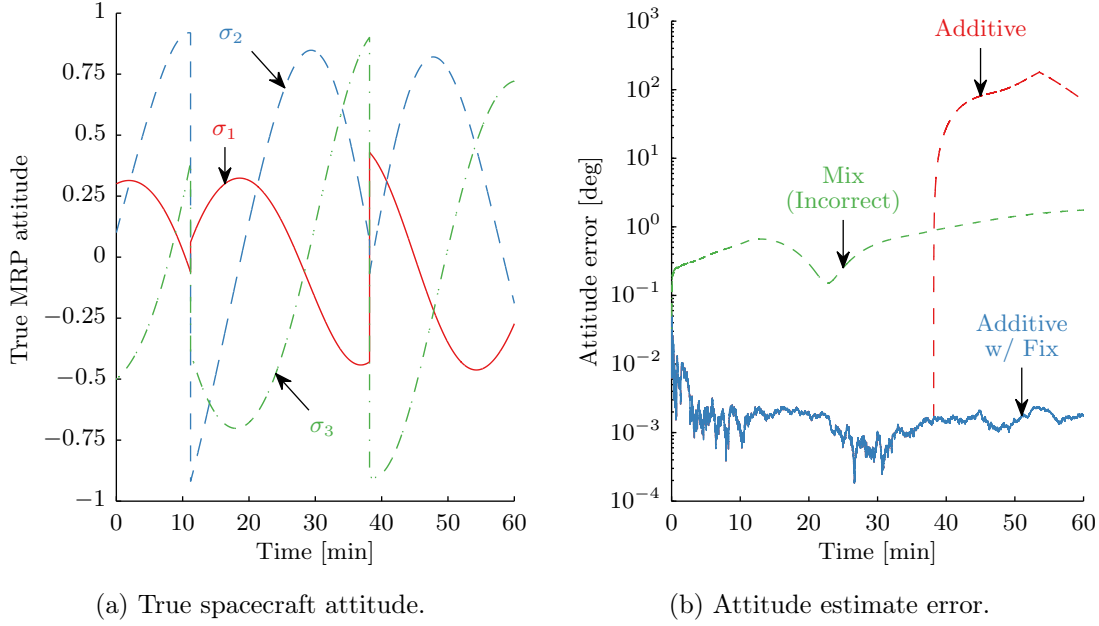 1
0.75
0.5
0.25
0
−0.25
−0.5
−0.75
−1
True MRP attitude
σ1
σ2
σ3
0 10 20 30 40 50 60
Time [min]
(a) True spacecraft attitude.
10^3
10^2
10^1
10^0
10^−1
10^−2
10^−3
10^−4
Attitude error [deg]
Additive
Mix
(Incorrect)
Additive
w/ Fix
0 10 20 30 40 50 60
Time [min]
(b) Attitude estimate error.